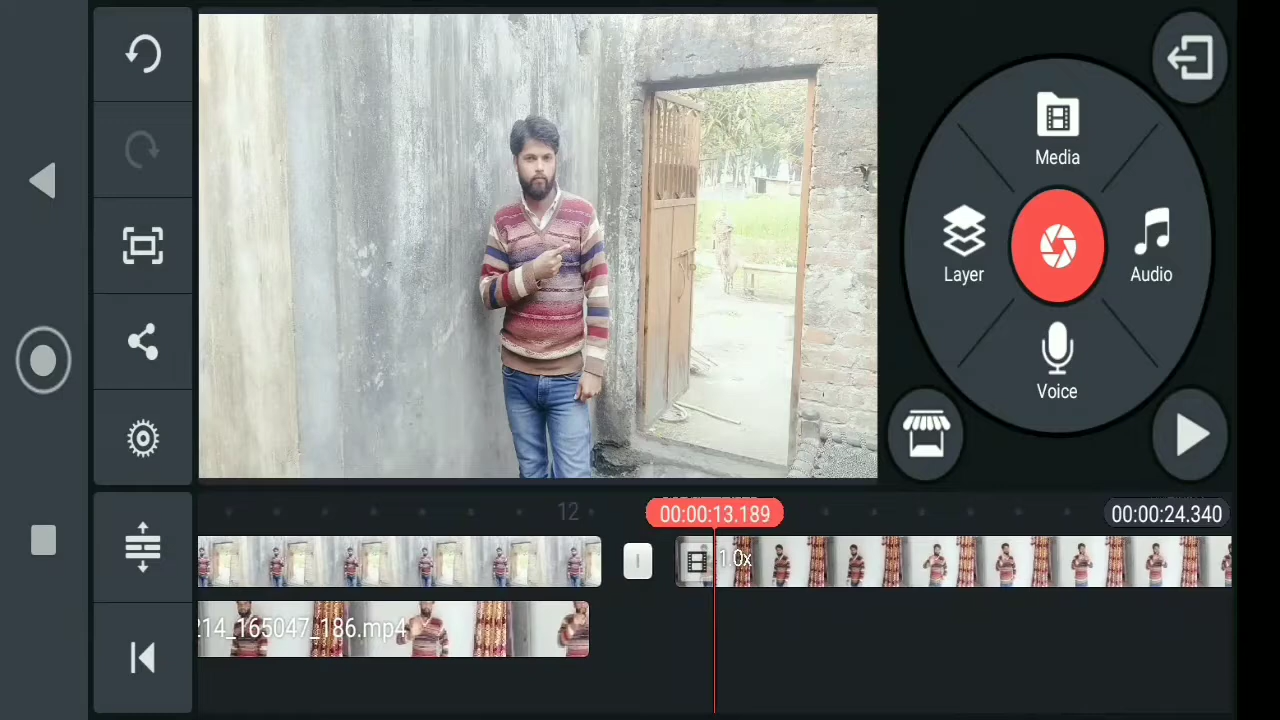 Media
Layer
Audio
Voice
12
00:00:13.189
00:00:24.340
1.0x
214_165047_186.mp4